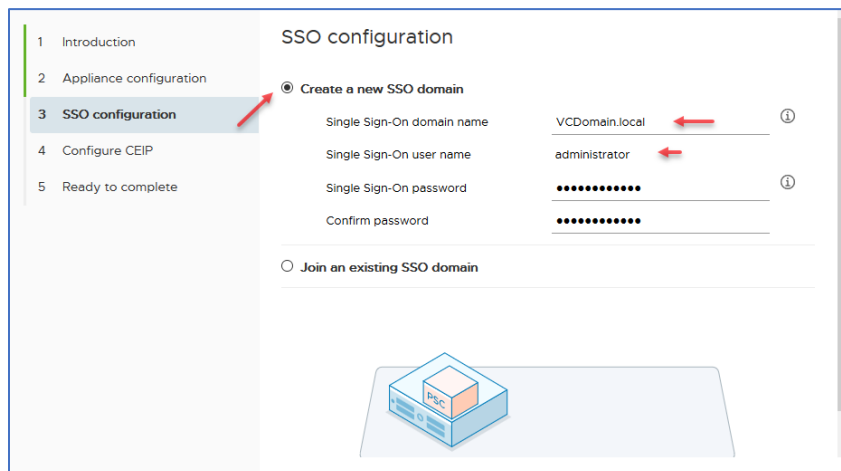 SSO configuration
1 Introduction
2 Appliance configuration
3 SSO configuration
4 Configure CEIP
5 Ready to complete
Create a new SSO domain
Single Sign-On domain name VCDomain.local
Single Sign-On user name administrator
Single Sign-On password ••••••••••••
Confirm password ••••••••••••
Join an existing SSO domain
PSC